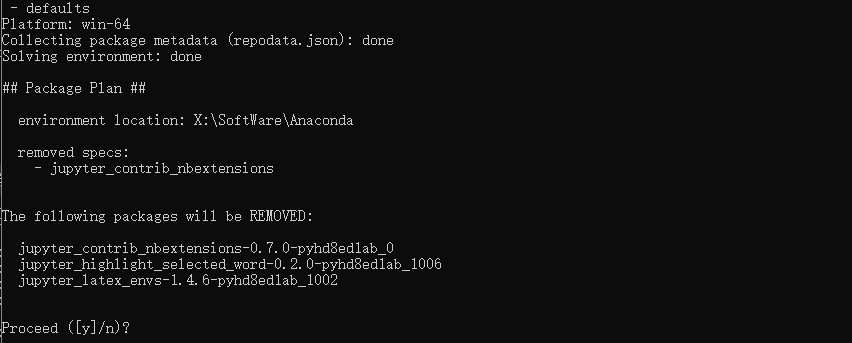 - defaults
Platform: win-64
Collecting package metadata (repodata.json): done
Solving environment: done
## Package Plan ##
environment location: X:\SoftWare\Anaconda
removed specs:
- jupyter_contrib_nbextensions
The following packages will be REMOVED:
jupyter_contrib_nbextensions-0.7.0-pyhd8ed1ab_0
jupyter_highlight_selected_word-0.2.0-pyhd8ed1ab_1006
jupyter_latex_envs-1.4.6-pyhd8ed1ab_1002
Proceed ([y]/n)?